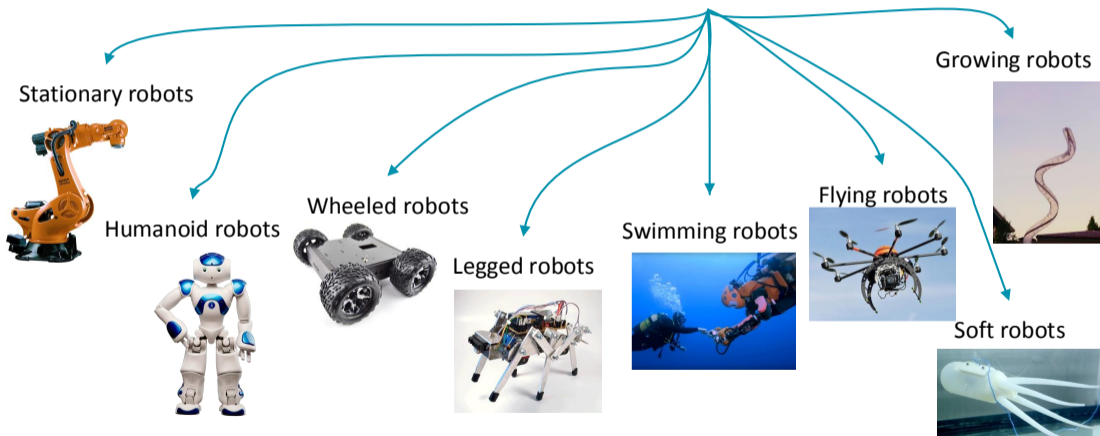 Stationary robots
Humanoid robots
Wheeled robots
Legged robots
Swimming robots
Flying robots
Growing robots
Soft robots